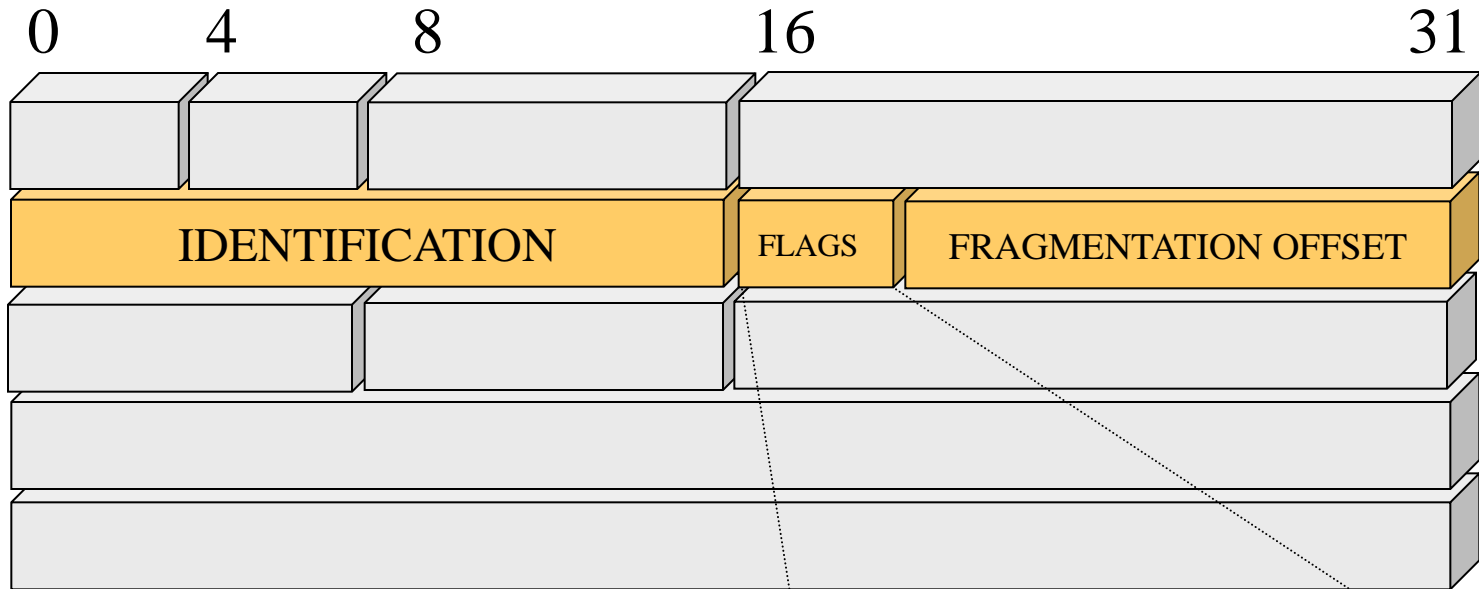 0 4 8 16 31
IDENTIFICATION FLAGS FRAGMENTATION OFFSET